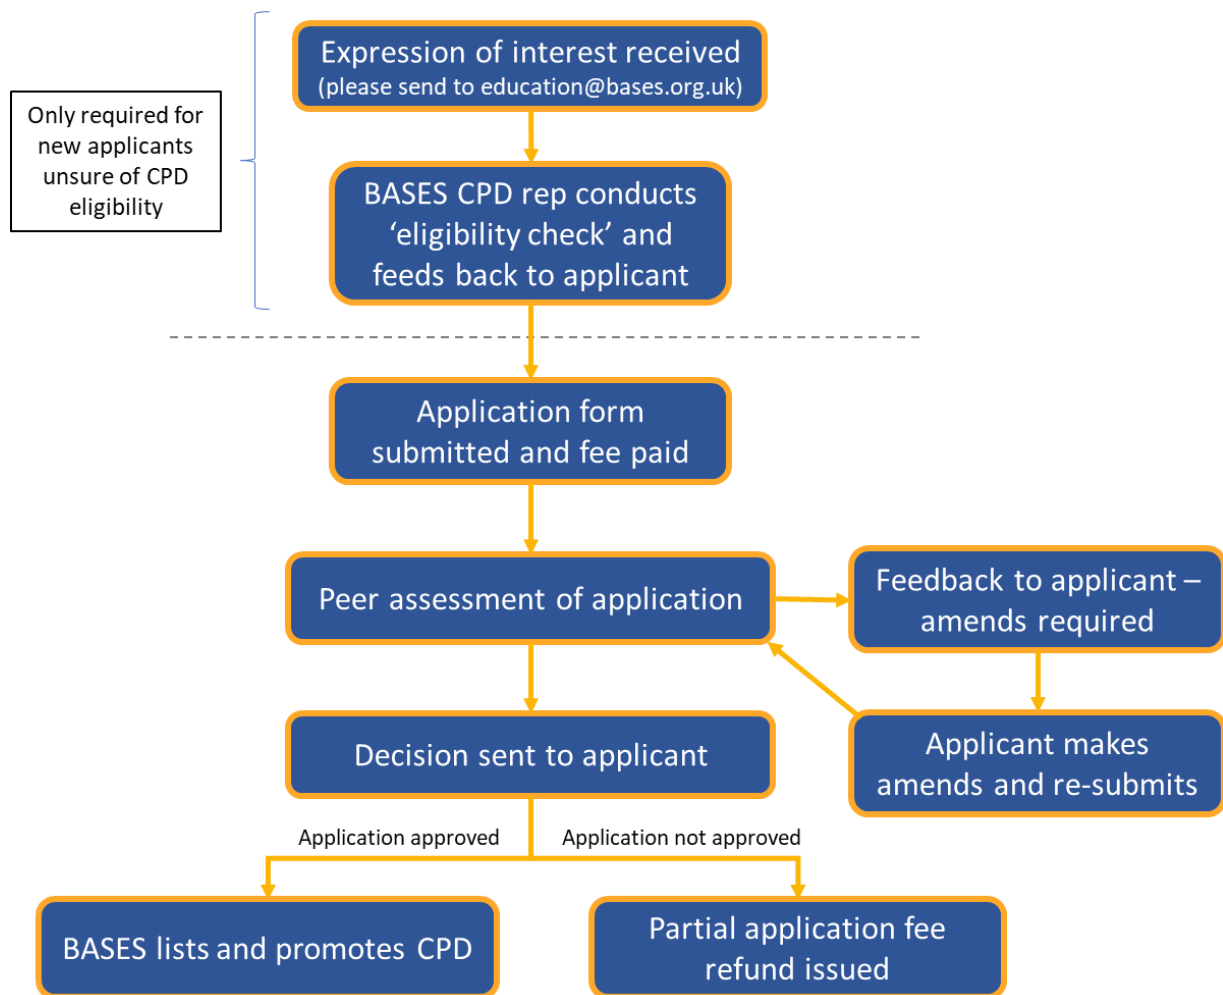 Expression of interest received
(please send to education@bases.org.uk)
Only required for
new applicants
unsure of CPD
eligibility
BASES CPD rep conducts
‘eligibility check’ and
feeds back to applicant
Application form
submitted and fee paid
Peer assessment of application
Feedback to applicant –
amends required
Applicant makes
amends and re-submits
Decision sent to applicant
Application approved
Application not approved
BASES lists and promotes CPD
Partial application fee
refund issued